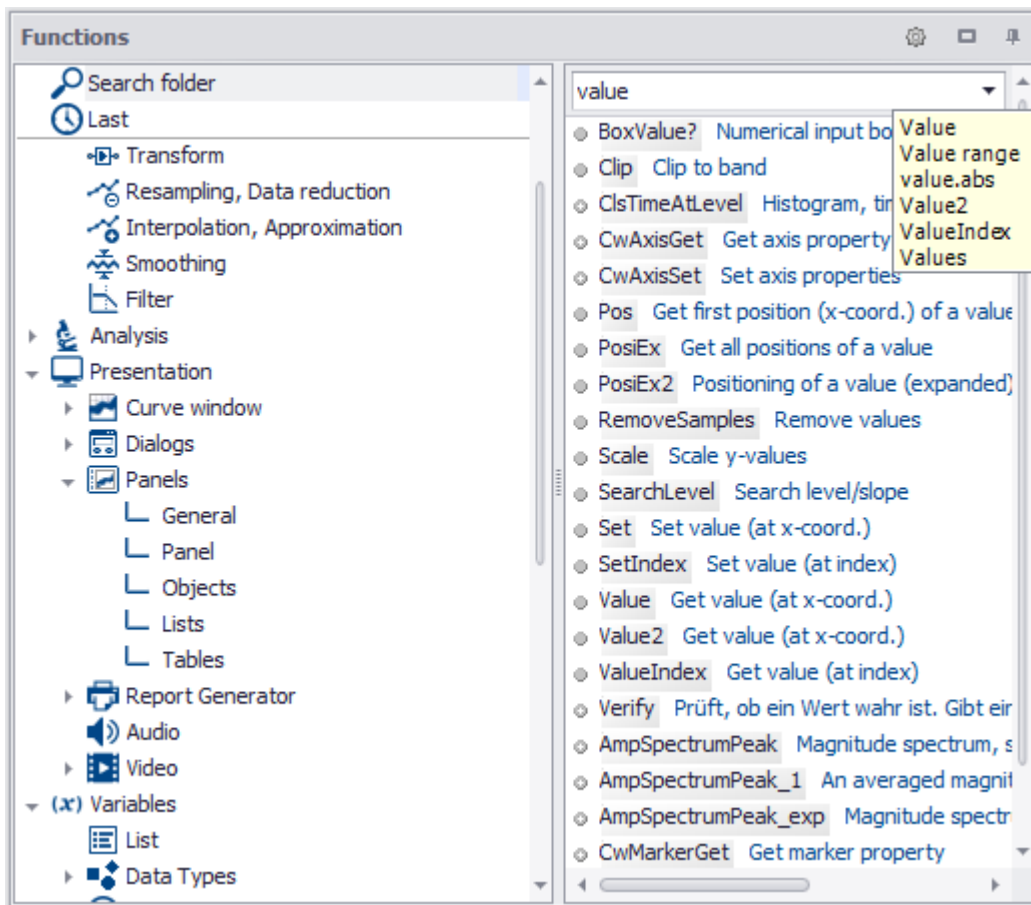 Functions
Search folder
Last
Transform
Resampling, Data reduction
Interpolation, Approximation
Smoothing
Filter
Analysis
Presentation
Curve window
Dialogs
Panels
General
Panel
Objects
Lists
Tables
Report Generator
Audio
Video
(x) Variables
List
Data Types
value
BoxValue? Numerical input bo
Clip Clip to band
ClsTimeAtLevel Histogram, tir
CwAxisGet Get axis property
CwAxisSet Set axis properties
Pos Get first position (x-coord.) of a value
PosiEx Get all positions of a value
PosiEx2 Positioning of a value (expanded)
RemoveSamples Remove values
Scale Scale y-values
SearchLevel Search level/slope
Set Set value (at x-coord.)
SetIndex Set value (at index)
Value Get value (at x-coord.)
Value2 Get value (at x-coord.)
ValueIndex Get value (at index)
Verify Prüft, ob ein Wert wahr ist. Gibt eir
AmpSpectrumPeak Magnitude spectrum, s
AmpSpectrumPeak_1 An averaged magnit
AmpSpectrumPeak_exp Magnitude spectr
CwMarkerGet Get marker property
Value
Value range
value.abs
Value2
ValueIndex
Values